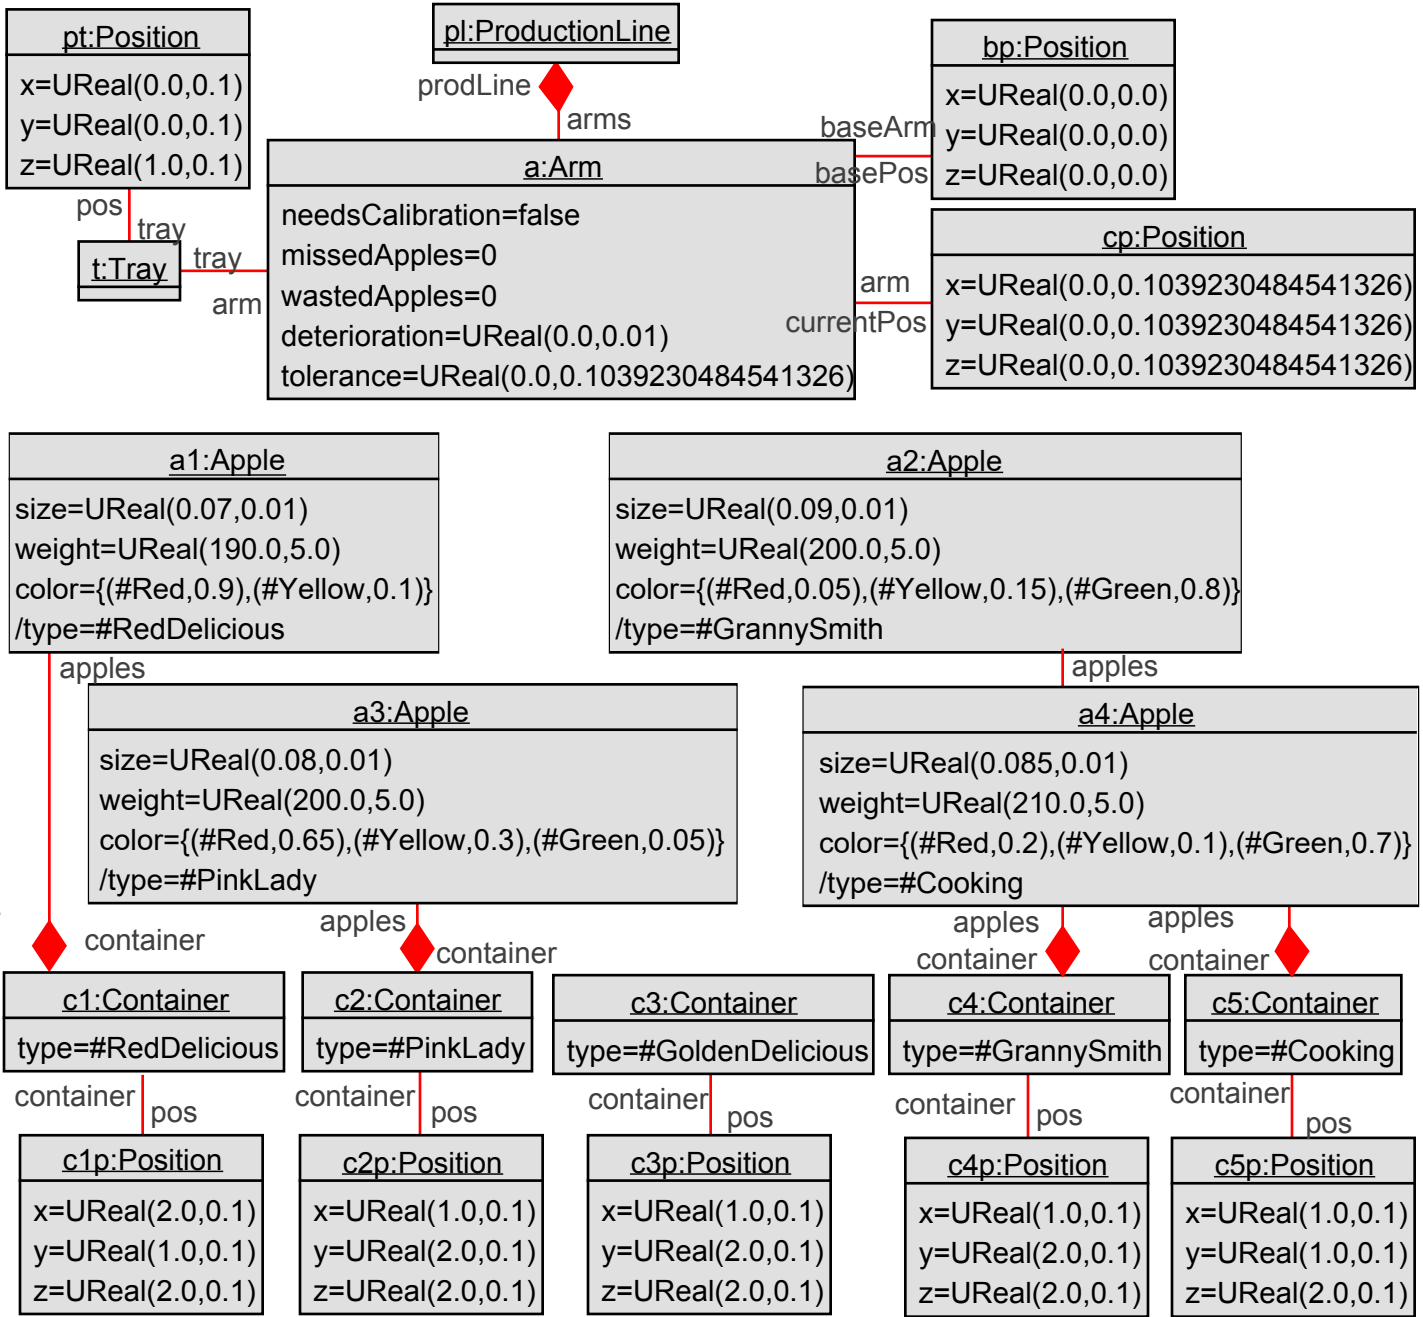 pt:Position
x=UReal(0.0,0.1)
y=UReal(0.0,0.1)
z=UReal(1.0,0.1)
pos
tray
t:Tray
tray
arm
pl:ProductionLine
prodLine
arms
a:Arm
needsCalibration=false
missedApples=0
wastedApples=0
deterioration=UReal(0.0,0.01)
tolerance=UReal(0.0,0.1039230484541326)
baseArm
basePos
bp:Position
x=UReal(0.0,0.0)
y=UReal(0.0,0.0)
z=UReal(0.0,0.0)
arm
currentPos
cp:Position
x=UReal(0.0,0.1039230484541326)
y=UReal(0.0,0.1039230484541326)
z=UReal(0.0,0.1039230484541326)
a1:Apple
size=UReal(0.07,0.01)
weight=UReal(190.0,5.0)
color={(#Red,0.9),(#Yellow,0.1)}
/type=#RedDelicious
apples
a2:Apple
size=UReal(0.09,0.01)
weight=UReal(200.0,5.0)
color={(#Red,0.05),(#Yellow,0.15),(#Green,0.8)}
/type=#GrannySmith
apples
a3:Apple
size=UReal(0.08,0.01)
weight=UReal(200.0,5.0)
color={(#Red,0.65),(#Yellow,0.3),(#Green,0.05)}
/type=#PinkLady
apples
a4:Apple
size=UReal(0.085,0.01)
weight=UReal(210.0,5.0)
color={(#Red,0.2),(#Yellow,0.1),(#Green,0.7)}
/type=#Cooking
apples
apples
container
container
container
container
c1:Container
type=#RedDelicious
c2:Container
type=#PinkLady
c3:Container
type=#GoldenDelicious
c4:Container
type=#GrannySmith
c5:Container
type=#Cooking
container
pos
container
pos
container
pos
container
pos
container
pos
c1p:Position
x=UReal(2.0,0.1)
y=UReal(1.0,0.1)
z=UReal(2.0,0.1)
c2p:Position
x=UReal(1.0,0.1)
y=UReal(2.0,0.1)
z=UReal(2.0,0.1)
c3p:Position
x=UReal(1.0,0.1)
y=UReal(2.0,0.1)
z=UReal(2.0,0.1)
c4p:Position
x=UReal(1.0,0.1)
y=UReal(2.0,0.1)
z=UReal(2.0,0.1)
c5p:Position
x=UReal(1.0,0.1)
y=UReal(1.0,0.1)
z=UReal(2.0,0.1)